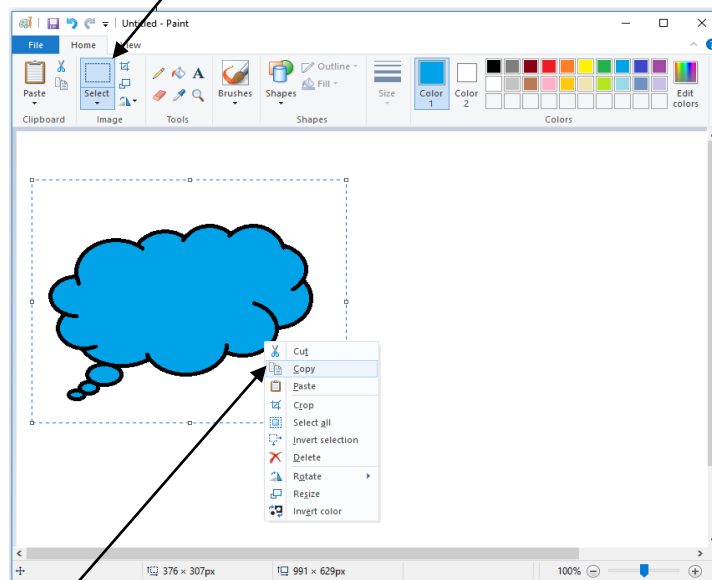 Untitled - Paint
File Home View
Paste Select Brushes Shapes Outline Fill Size Color 1 Color 2 Edit colors
Clipboard Image Tools Shapes Colors
Cut
Copy
Paste
Crop
Select all
Invert selection
Delete
Rotate
Resize
Invert color
376 × 307px 991 × 629px 100%